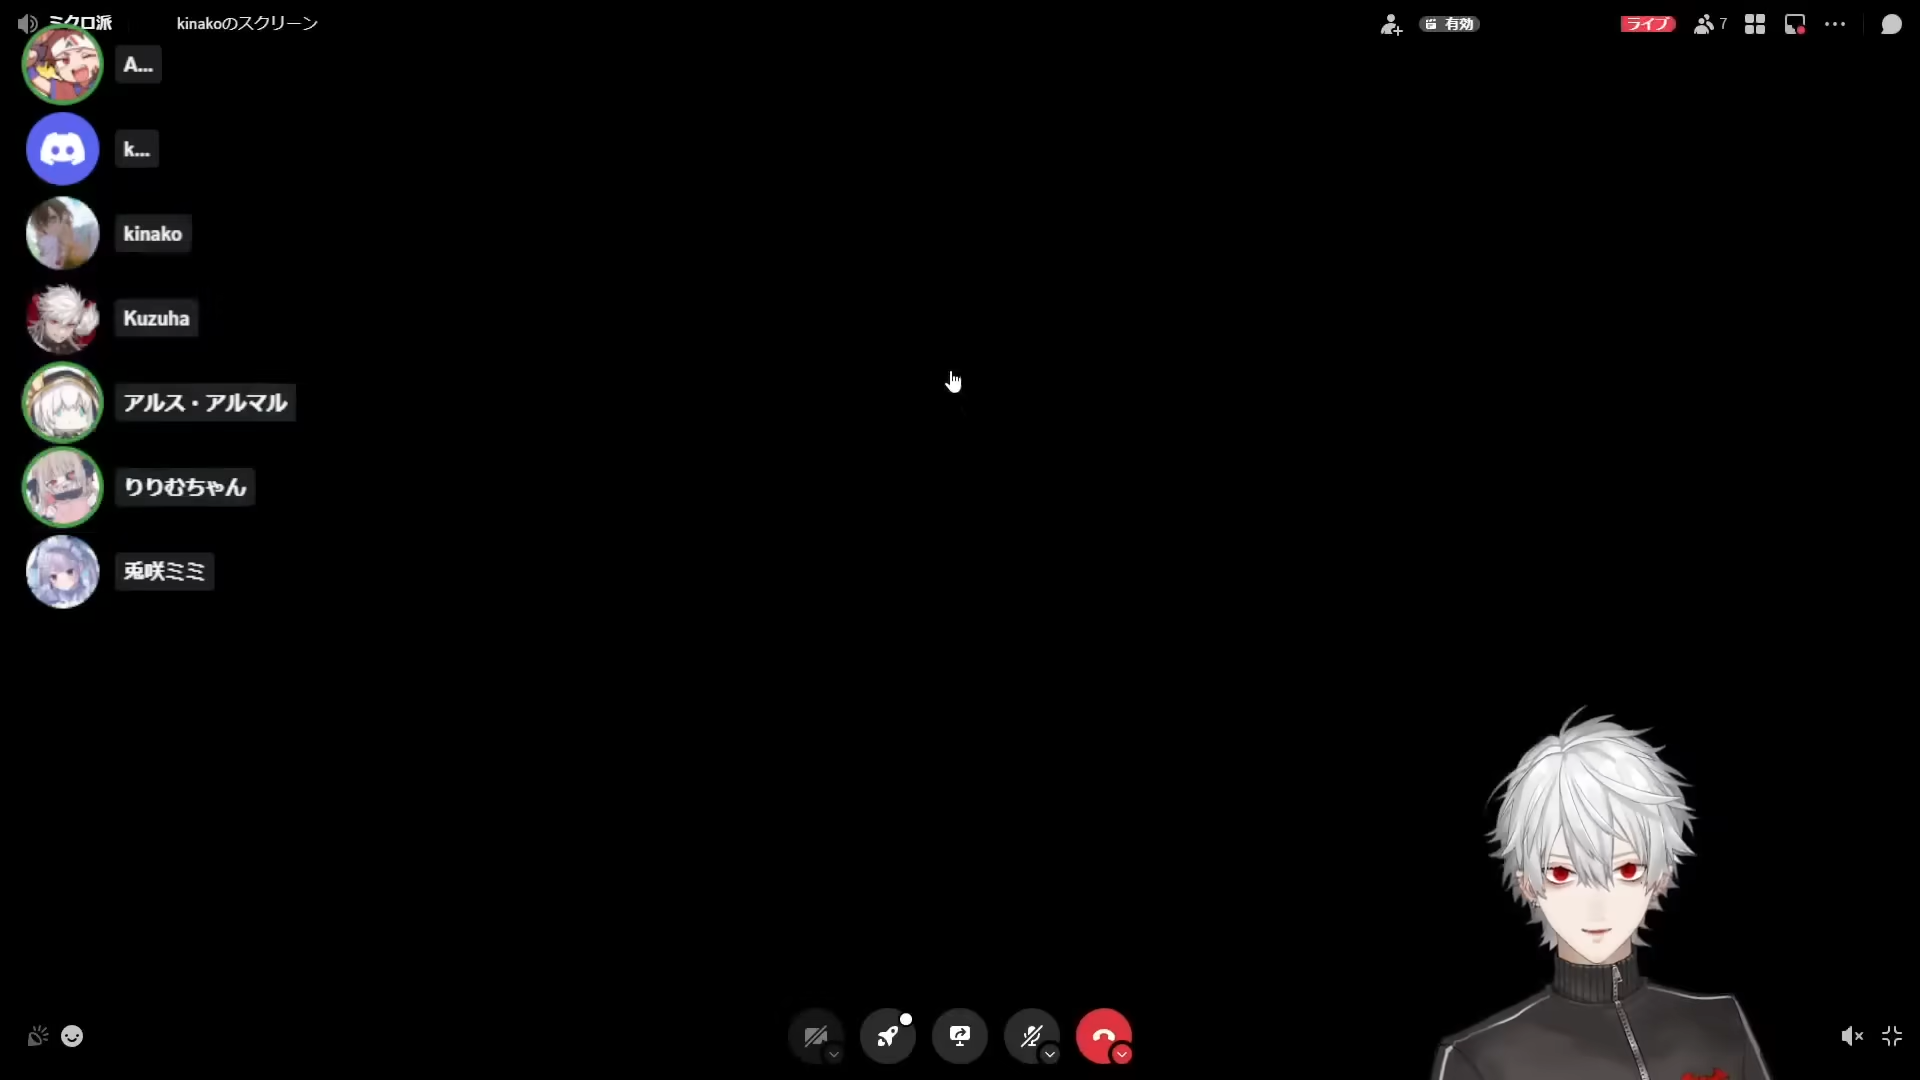 ミクロ派
kinakoのスクリーン
有効
ライブ
7
A...
k...
kinako
Kuzuha
アルス・アルマル
りりむちゃん
兎咲ミミ